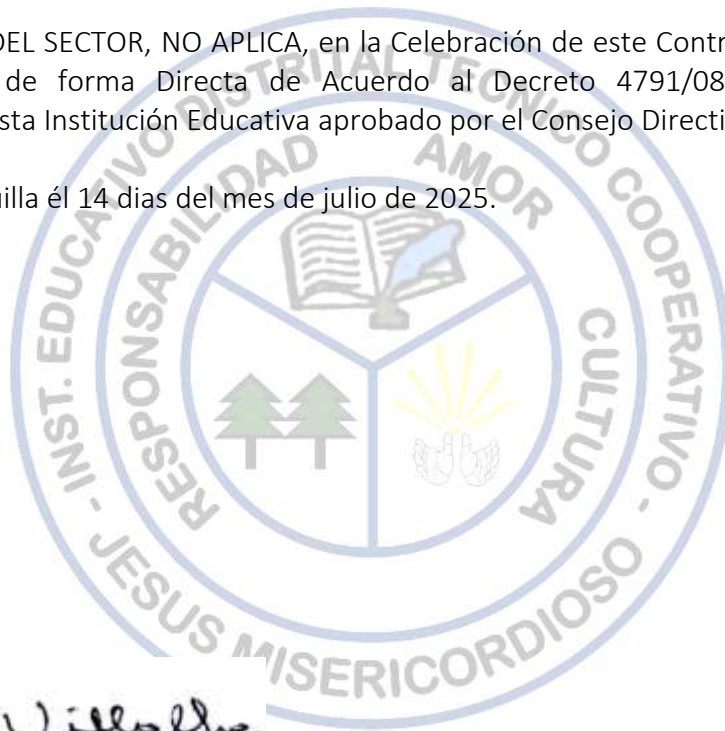 DEL SECTOR, NO APLICA, en la Celebración de este Contr
de forma Directa de Acuerdo al Decreto 4791/08
sta Institución Educativa aprobado por el Consejo Directi
illa él 14 dias del mes de julio de 2025.
INST. EDUCATIVO DISTRITAL TECNICO COOPERATIVO -
JESUS MISERICORDIOSO
RESPONSABILIDAD
AMOR
CULTURA